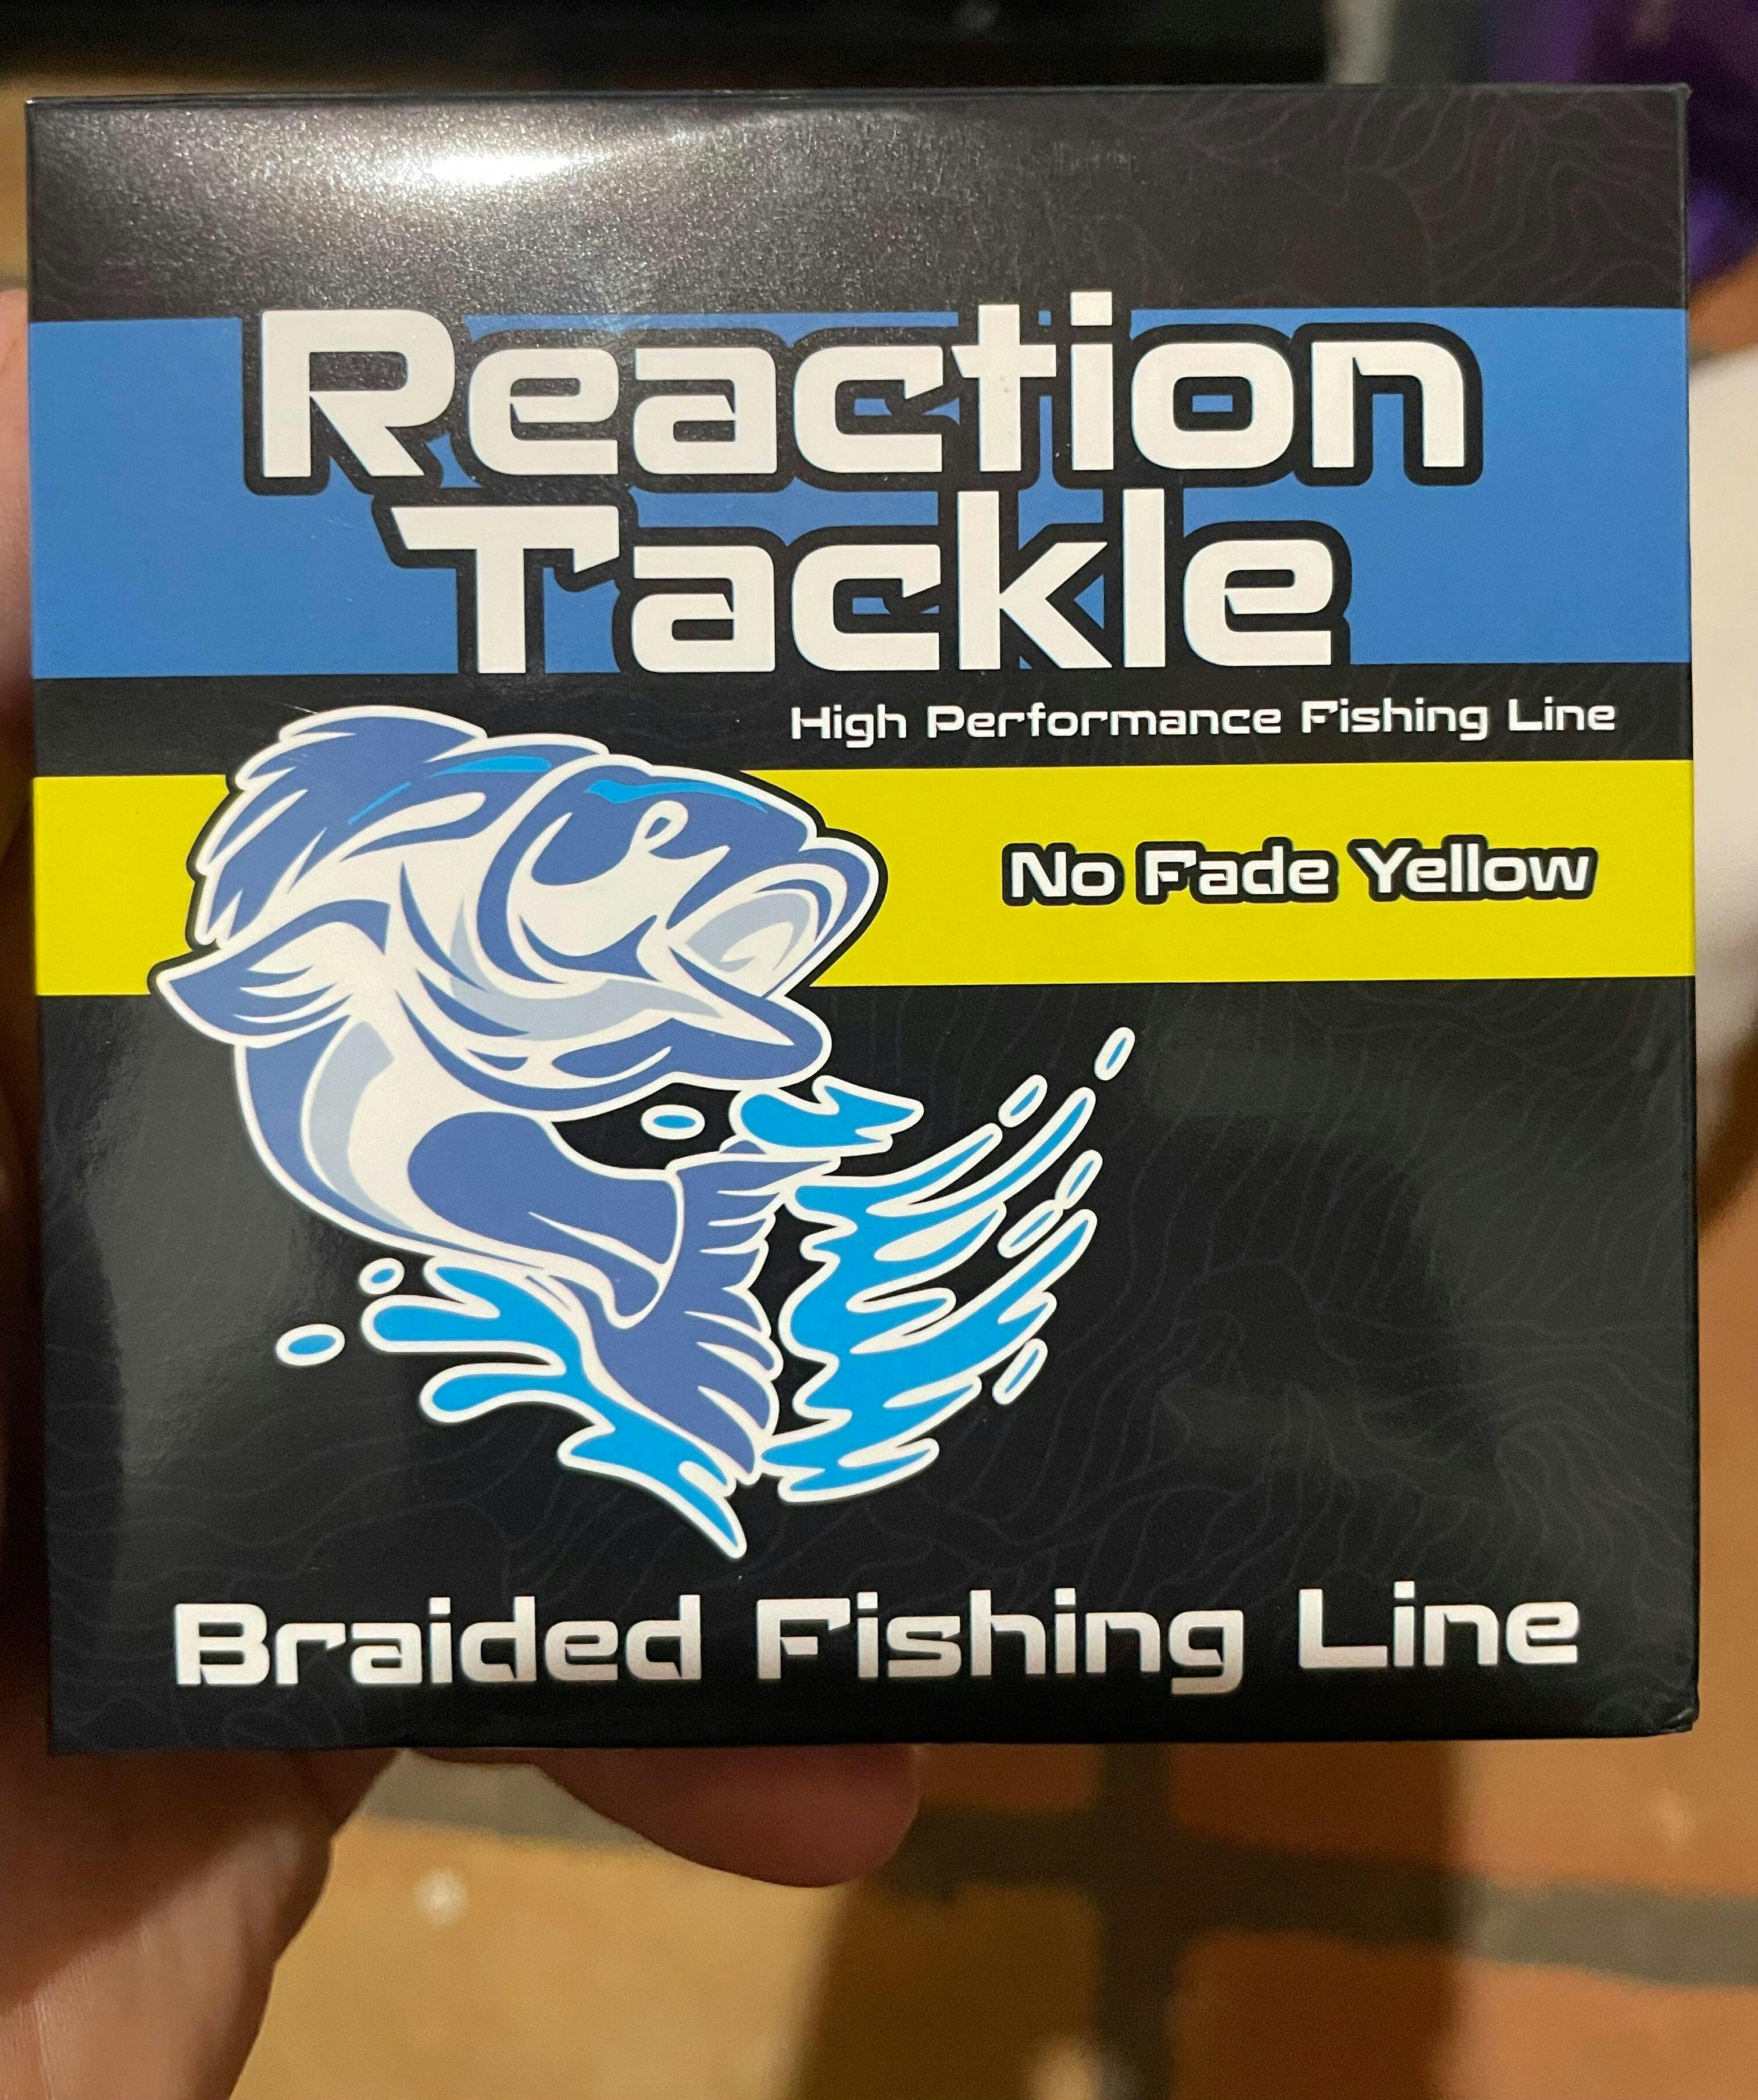 Reaction
Tackle
High Performance Fishing Line
No Fade Yellow
Braided Fishing Line